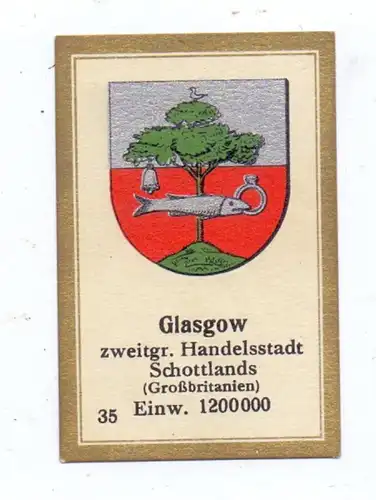 Glasgow
zweitgr. Handelsstadt
Schottlands
(Großbritanien)
35 Einw. 1200000